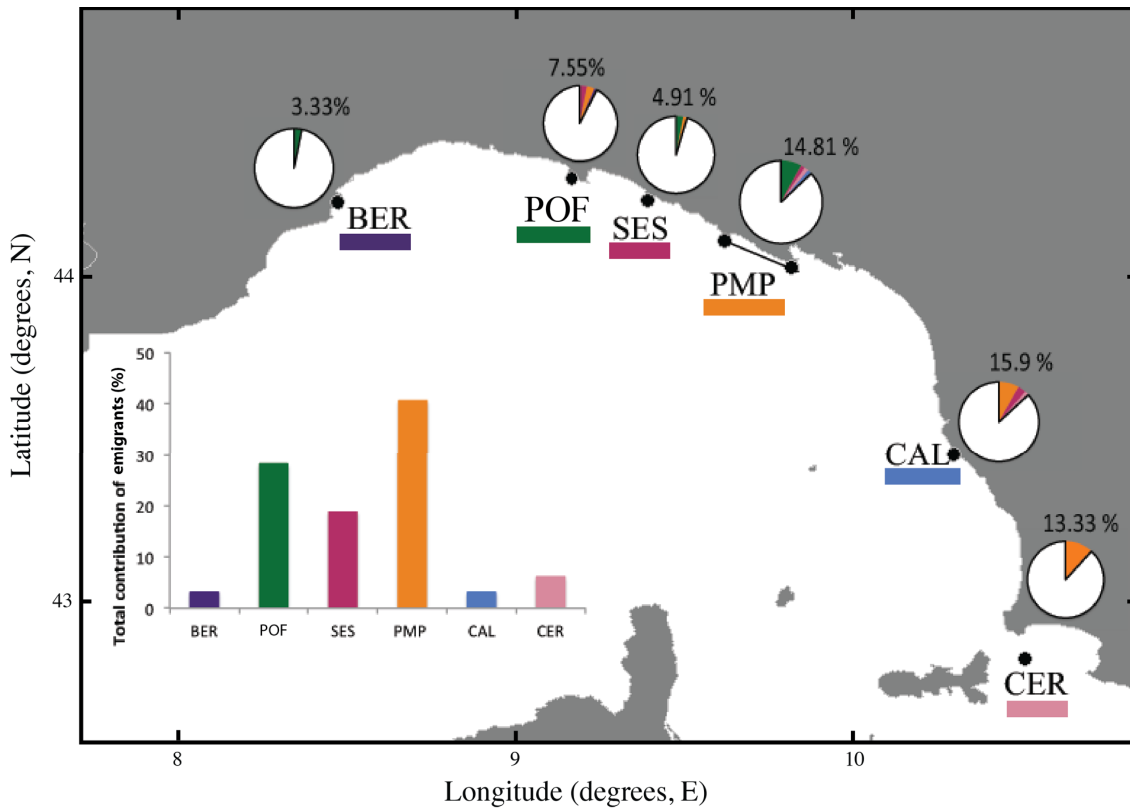 7.55%
4.91 %
3.33%
14.81 %
BER
POF
SES
PMP
15.9 %
CAL
13.33 %
CER
Latitude (degrees, N)
44
43
Total contribution of emigrants (%)
50
40
30
20
10
0
BER POF SES PMP CAL CER
8 9 10
Longitude (degrees, E)